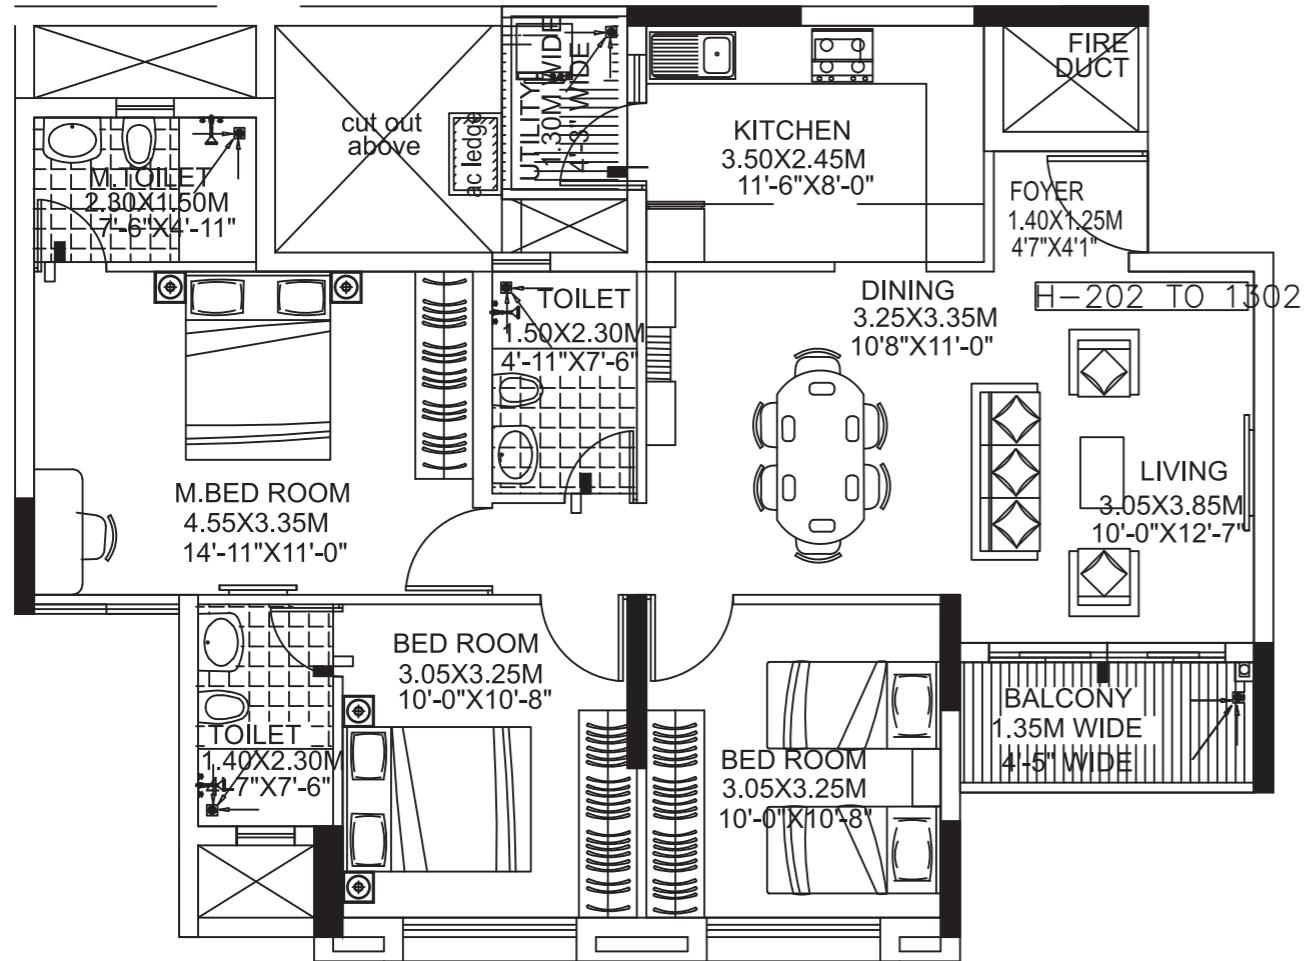 FIRE
DUCT
cut out
above
ac ledge
UTILITY
1.30M WIDE
4'-3" WIDE
KITCHEN
3.50X2.45M
11'-6"X8'-0"
M.TOILET
2.30X1.50M
7'-6"X4'-11"
FOYER
1.40X1.25M
4'7"X4'1"
H-202 TO 1302
TOILET
1.50X2.30M
4'-11"X7'-6"
DINING
3.25X3.35M
10'8"X11'-0"
M.BED ROOM
4.55X3.35M
14'-11"X11'-0"
LIVING
3.05X3.85M
10'-0"X12'-7"
BED ROOM
3.05X3.25M
10'-0"X10'-8"
TOILET
1.40X2.30M
4'-7"X7'-6"
BED ROOM
3.05X3.25M
10'-0"X10'-8"
BALCONY
1.35M WIDE
4'-5" WIDE